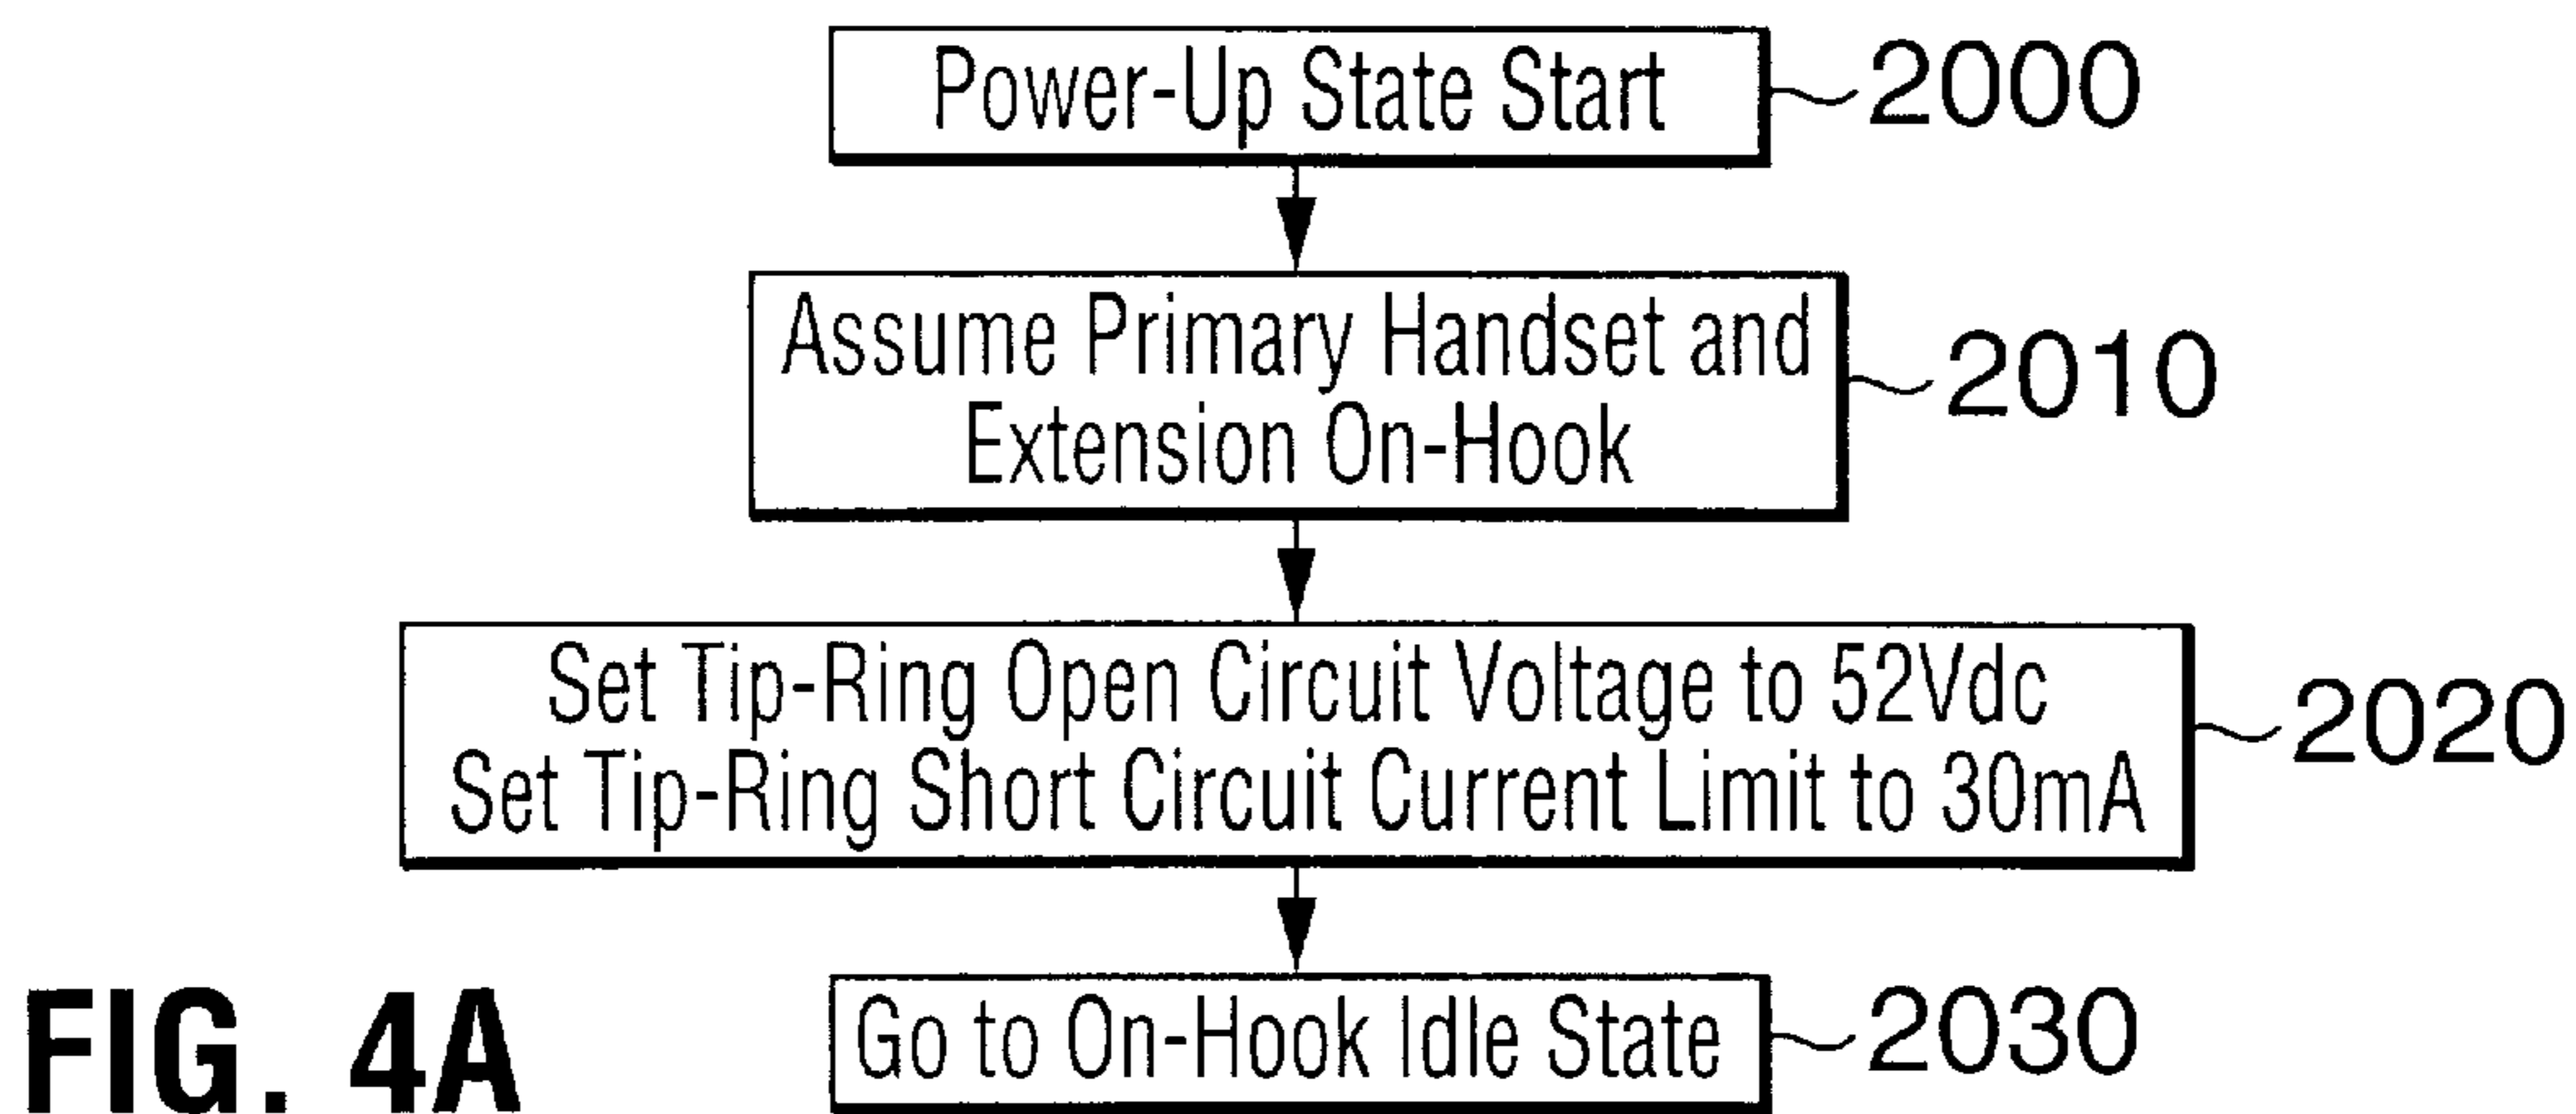 Power-Up State Start
2000
Assume Primary Handset and
Extension On-Hook
2010
Set Tip-Ring Open Circuit Voltage to 52Vdc
Set Tip-Ring Short Circuit Current Limit to 30mA
2020
Go to On-Hook Idle State
2030
FIG. 4A